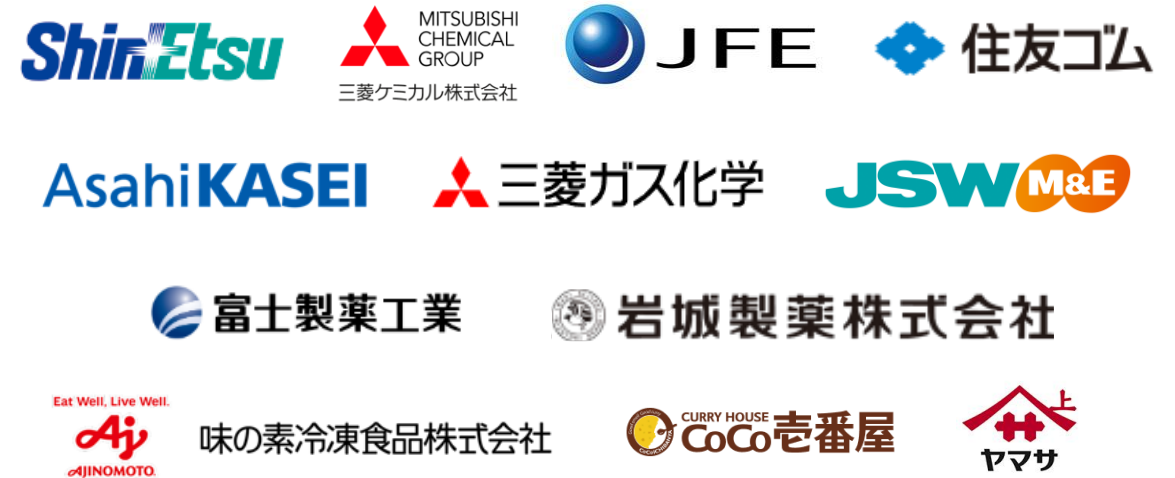 ShinEtsu
MITSUBISHI
CHEMICAL
GROUP
三菱ケミカル株式会社
JFE
住友ゴム
AsahiKASEI
三菱ガス化学
JSW M&E
富士製薬工業
岩城製薬株式会社
Eat Well, Live Well.
Aj
AJINOMOTO
味の素冷凍食品株式会社
CURRY HOUSE
CoCo壱番屋
上
ヤマサ